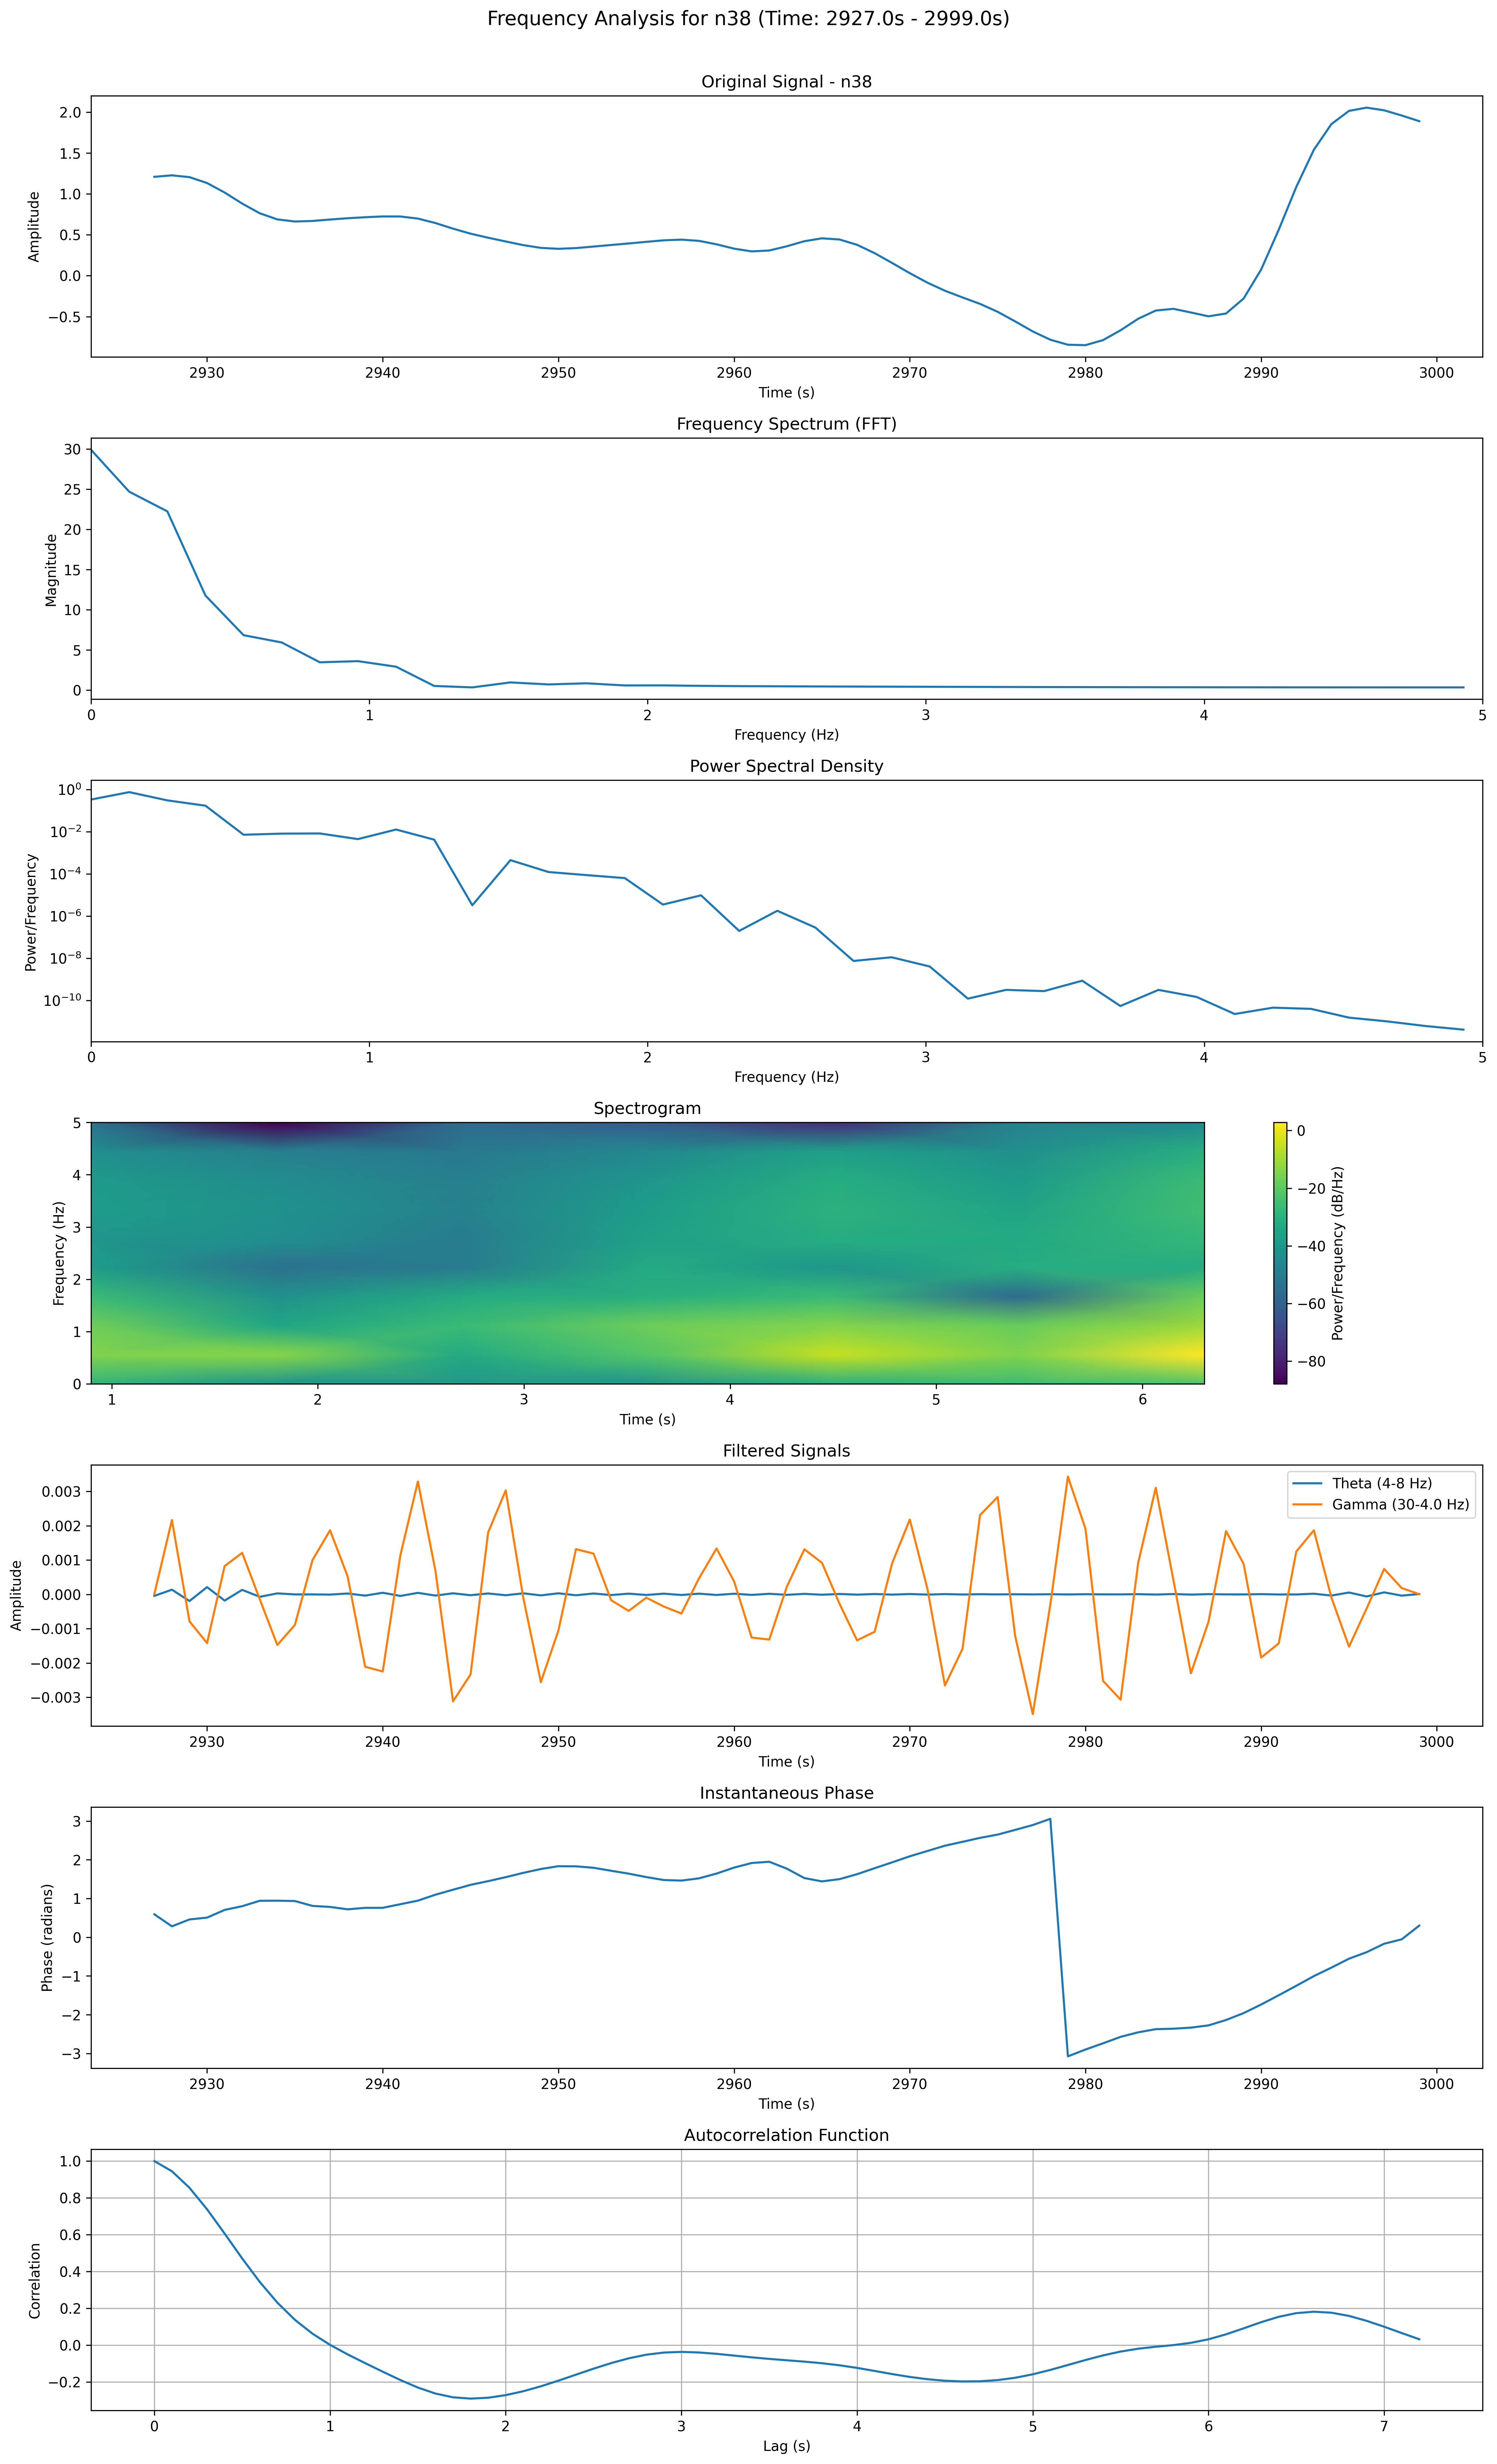 Frequency Analysis for n38 (Time: 2927.0s - 2999.0s)
Original Signal - n38
2.0
1.5
1.0
0.5
0.0
−0.5
Amplitude
2930 2940 2950 2960 2970 2980 2990 3000
Time (s)
Frequency Spectrum (FFT)
30
25
20
15
10
5
0
Magnitude
0 1 2 3 4 5
Frequency (Hz)
Power Spectral Density
10⁰
10⁻²
10⁻⁴
10⁻⁶
10⁻⁸
10⁻¹⁰
Power/Frequency
0 1 2 3 4 5
Frequency (Hz)
Spectrogram
5
4
3
2
1
0
Frequency (Hz)
1 2 3 4 5 6
Time (s)
0
−20
−40
−60
−80
Power/Frequency (dB/Hz)
Filtered Signals
Theta (4-8 Hz)
Gamma (30-4.0 Hz)
0.003
0.002
0.001
0.000
−0.001
−0.002
−0.003
Amplitude
2930 2940 2950 2960 2970 2980 2990 3000
Time (s)
Instantaneous Phase
3
2
1
0
−1
−2
−3
Phase (radians)
2930 2940 2950 2960 2970 2980 2990 3000
Time (s)
Autocorrelation Function
1.0
0.8
0.6
0.4
0.2
0.0
−0.2
Correlation
0 1 2 3 4 5 6 7
Lag (s)